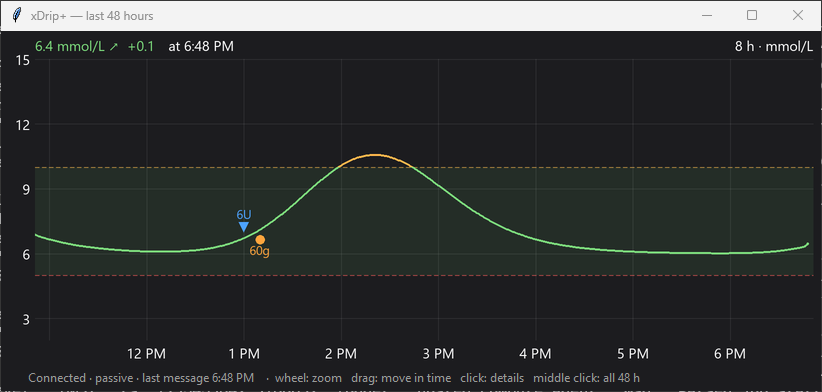 xDrip+ — last 48 hours
6.4 mmol/L ↗ +0.1 at 6:48 PM 8 h · mmol/L
15
12
9
6
3
6U
60g
12 PM 1 PM 2 PM 3 PM 4 PM 5 PM 6 PM
Connected · passive · last message 6:48 PM · wheel: zoom drag: move in time click: details middle click: all 48 h